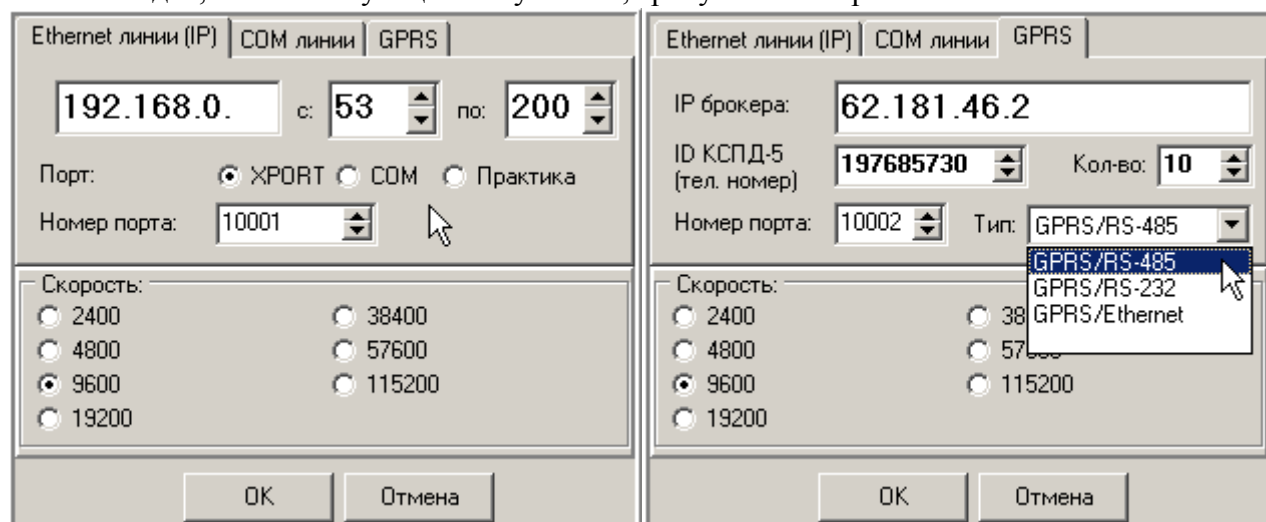 Ethernet линии (IP) COM линии GPRS
192.168.0. с: 53 по: 200
Порт: XPORT COM Практика
Номер порта: 10001
Скорость:
2400 38400
4800 57600
9600 115200
19200
OK Отмена
Ethernet линии (IP) COM линии GPRS
IP брокера: 62.181.46.2
ID КСПД-5
(тел. номер) 197685730 Кол-во: 10
Номер порта: 10002 Тип: GPRS/RS-485
GPRS/RS-485
GPRS/RS-232
GPRS/Ethernet
Скорость:
2400 38
4800
9600 115200
19200
OK Отмена